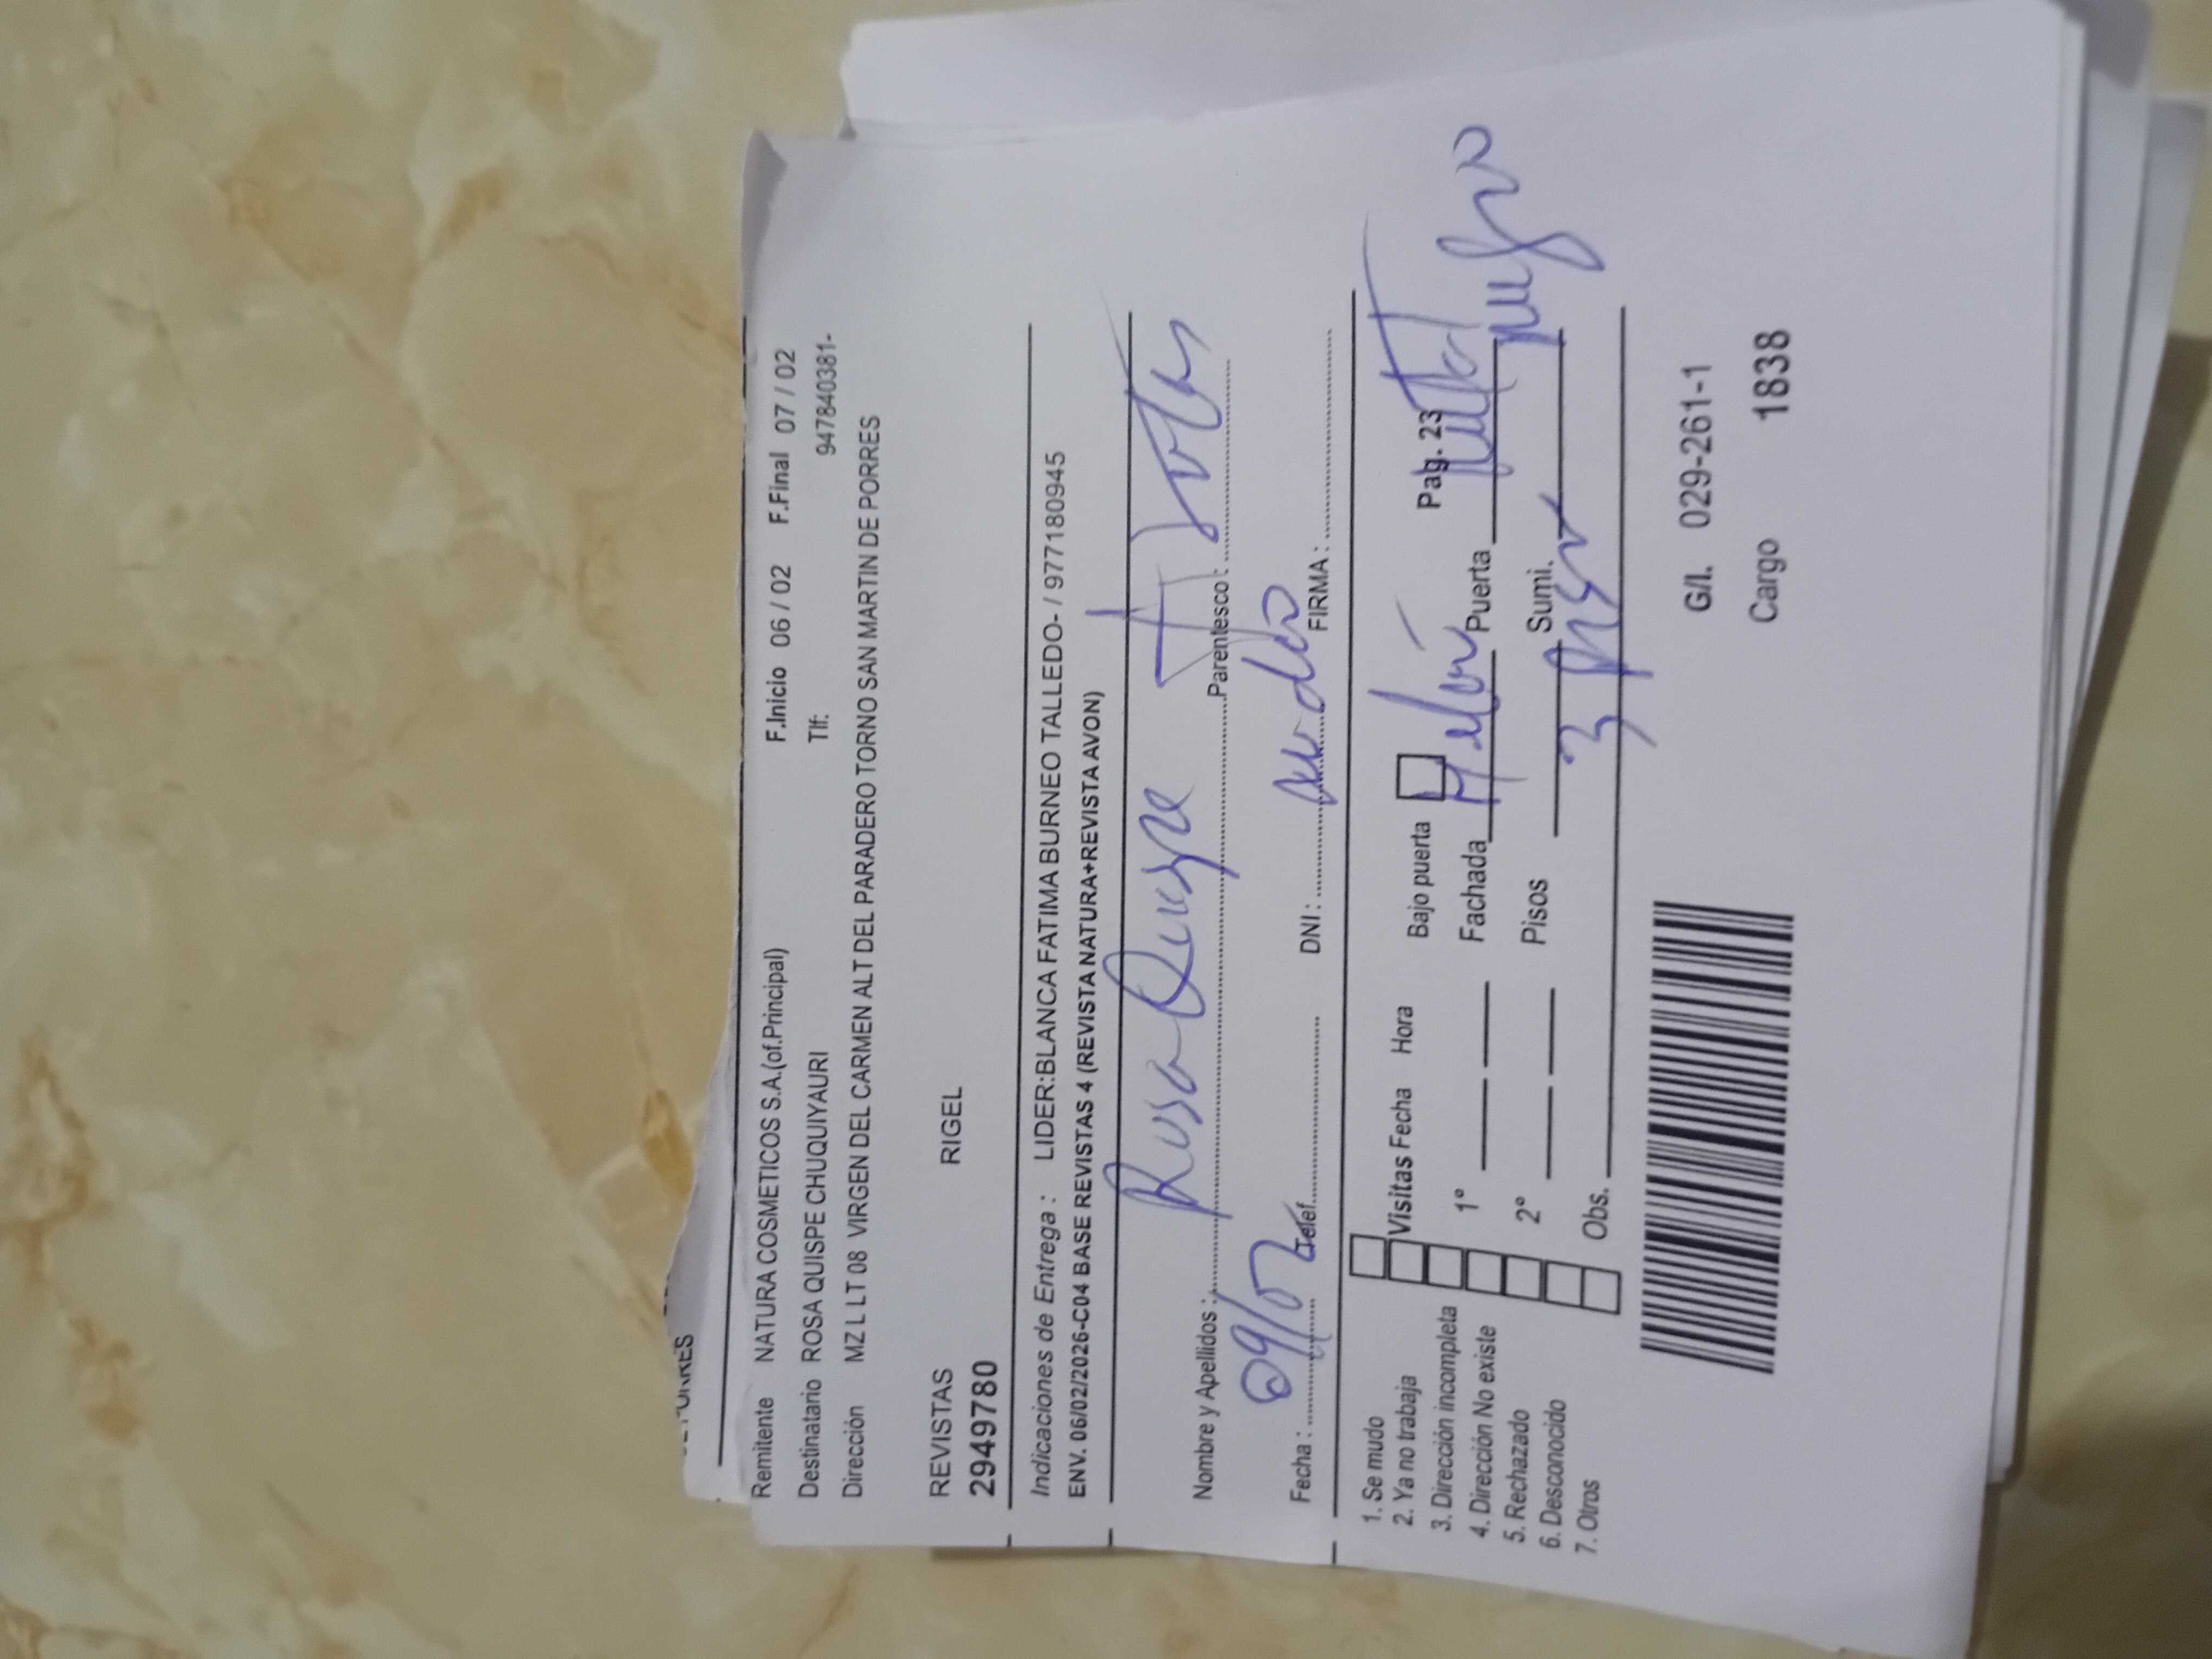 Remitente NATURA COSMETICOS S.A.(of.Principal) F.Inicio 06 / 02 F.Final 07 / 02
Destinatario ROSA QUISPE CHUQUIYAURI Tlf: 947840381-
Dirección MZ L LT 08 VIRGEN DEL CARMEN ALT DEL PARADERO TORNO SAN MARTIN DE PORRES
REVISTAS RIGEL
2949780
Indicaciones de Entrega : LIDER:BLANCA FATIMA BURNEO TALLEDO- / 977180945
ENV. 06/02/2026-C04 BASE REVISTAS 4 (REVISTA NATURA+REVISTA AVON)
Nombre y Apellidos : Rosa Quispe Parentesco :
Fecha : 09/02 Telef. DNI : FIRMA :
1. Se mudo
2. Ya no trabaja
3. Dirección incompleta
4. Dirección No existe
5. Rechazado
6. Desconocido
7. Otros
Visitas Fecha Hora Bajo puerta Pag. 23
1° Fachada Melón Puerta Metal
2° Pisos 3 Sumi. negro
Obs.
G/I. 029-261-1
Cargo 1838